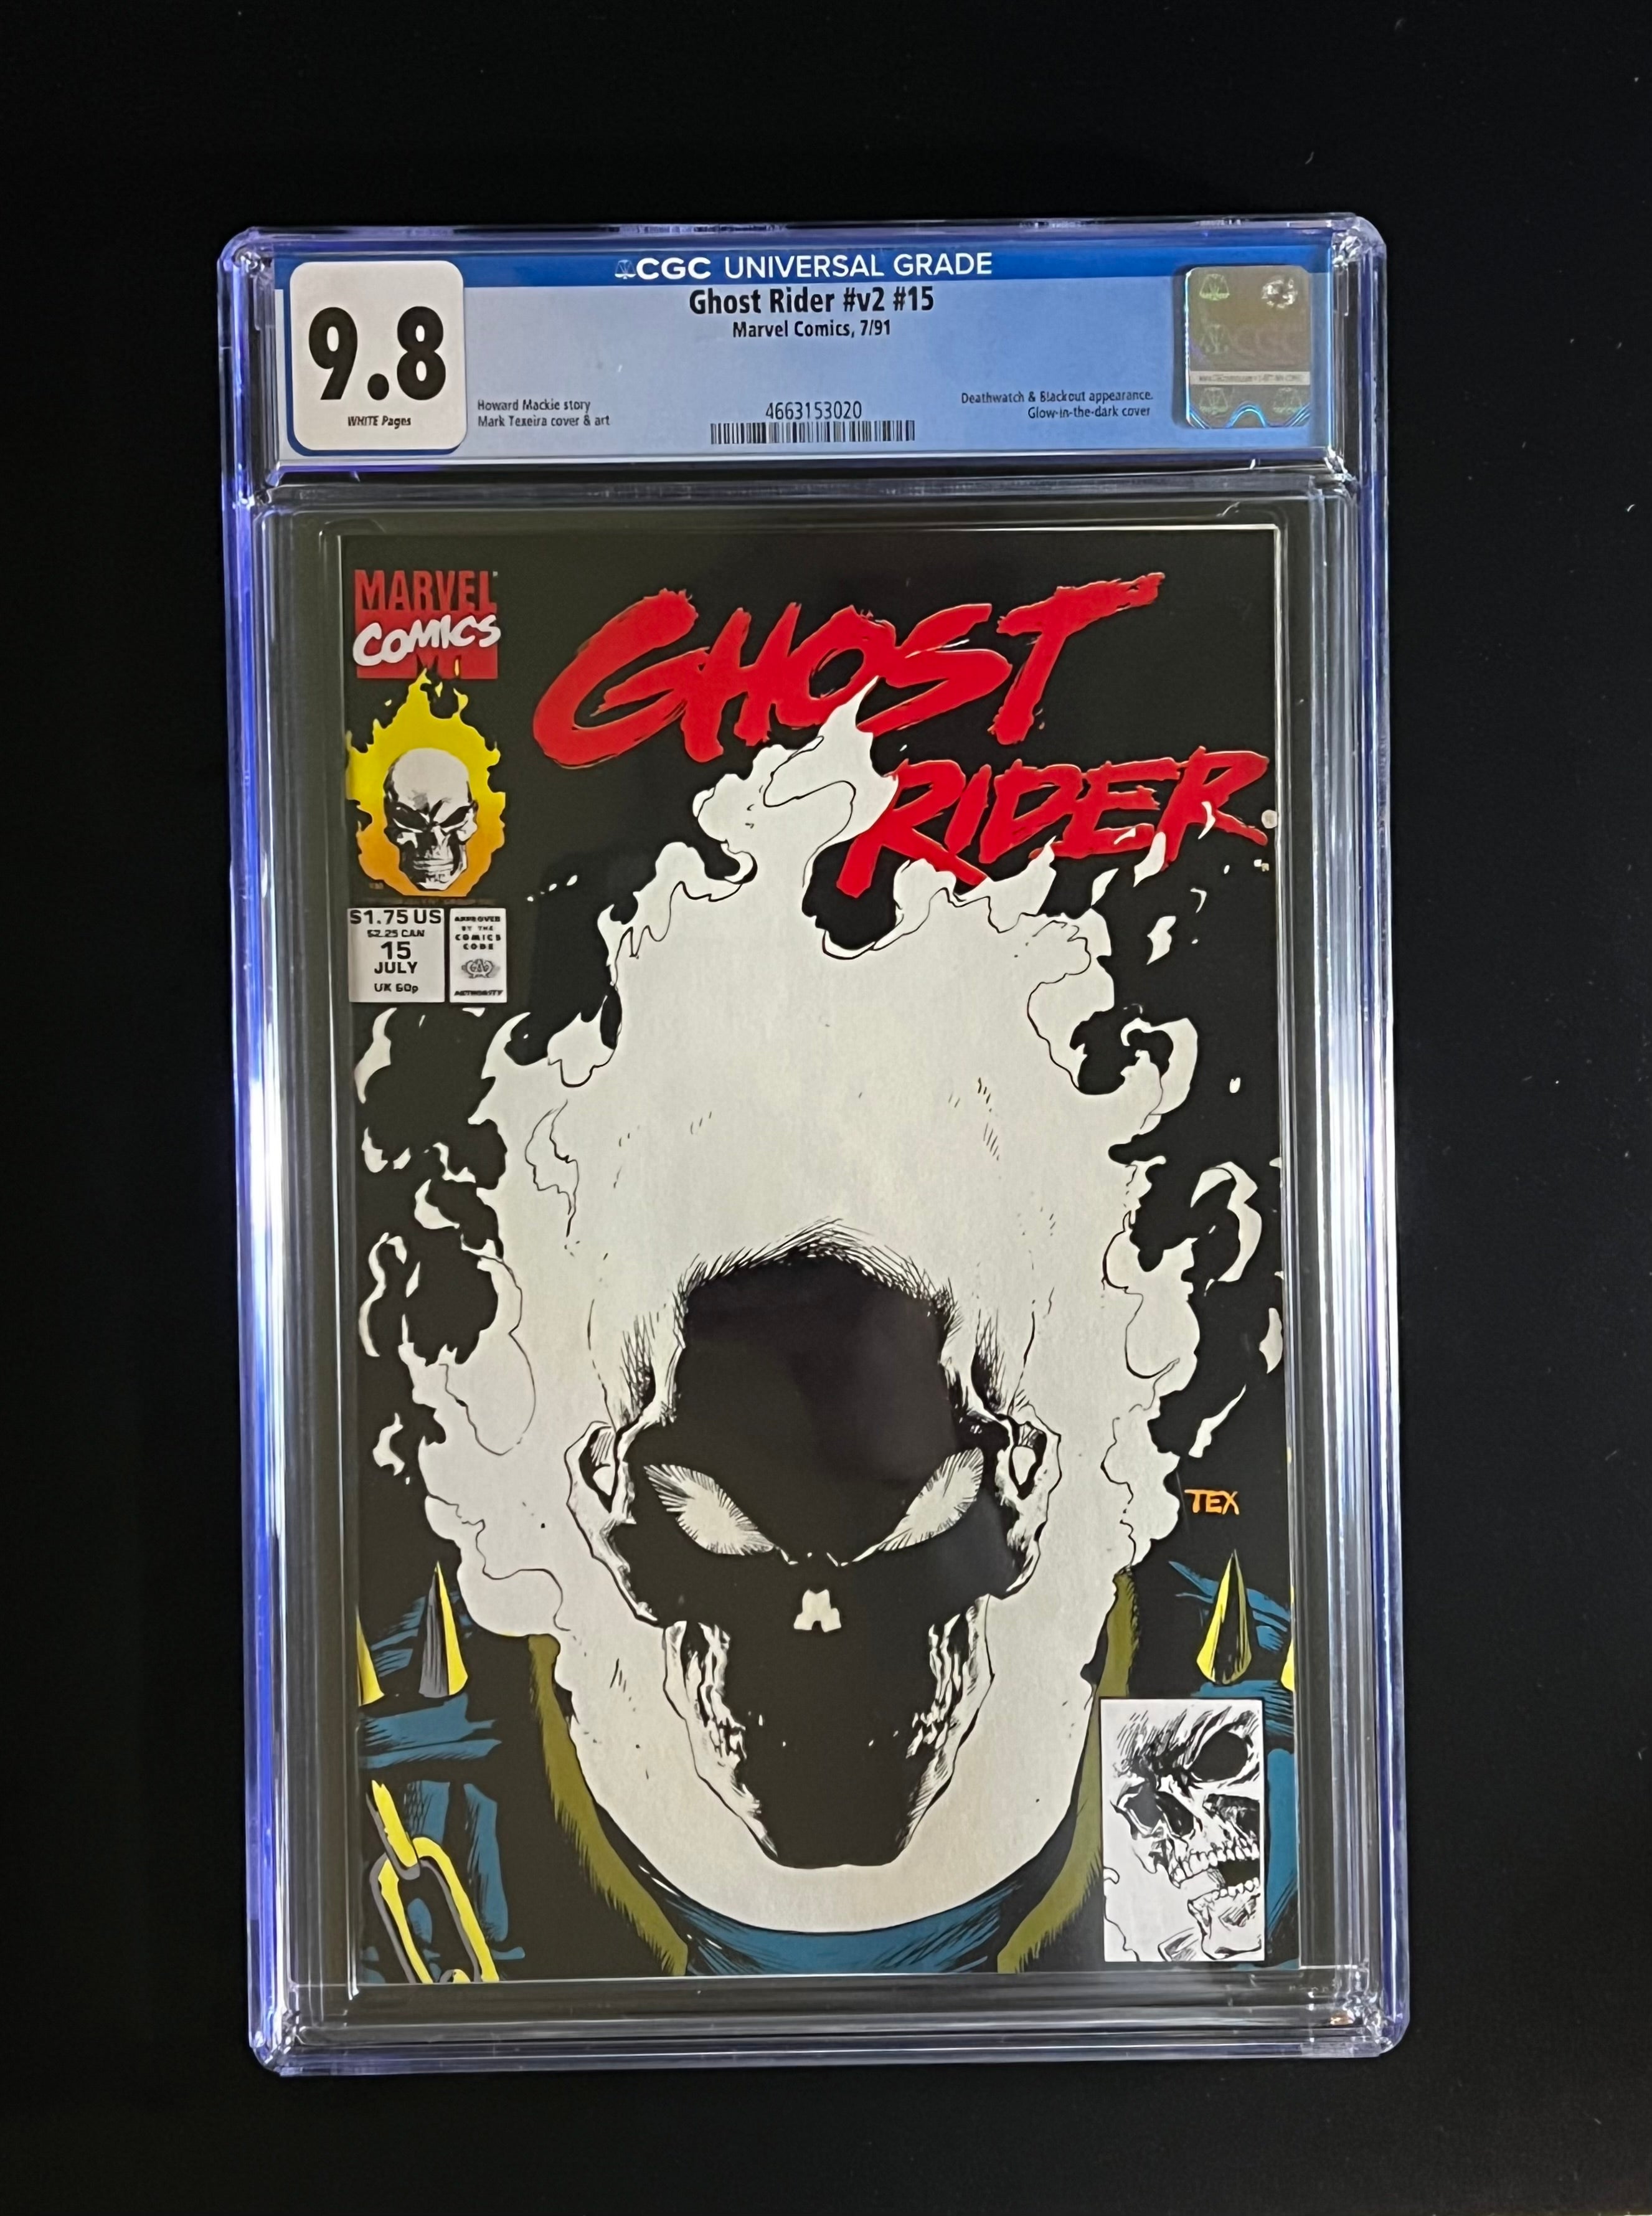 CGC UNIVERSAL GRADE
9.8
WHITE Pages
Ghost Rider #v2 #15
Marvel Comics, 7/91
Howard Mackie story
Mark Texeira cover & art
4663153020
Deathwatch & Blackout appearance.
Glow-in-the-dark cover
CGC
MARVEL
COMICS
GHOST
RIDER
$1.75 US
$2.25 CAN
15
JULY
UK 60p
APPROVED
BY THE
COMICS
CODE
AUTHORITY
TEX